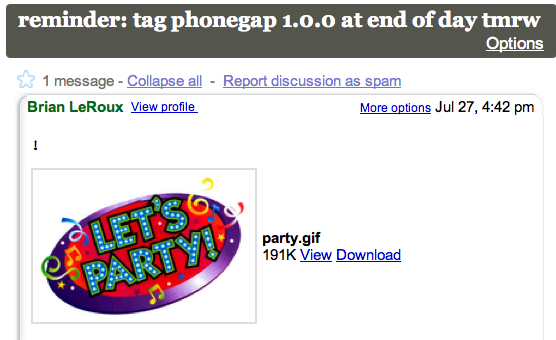 reminder: tag phonegap 1.0.0 at end of day tmrw
Options
1 message - Collapse all - Report discussion as spam
Brian LeRoux View profile More options Jul 27, 4:42 pm
!
LET'S
PARTY!
party.gif
191K View Download